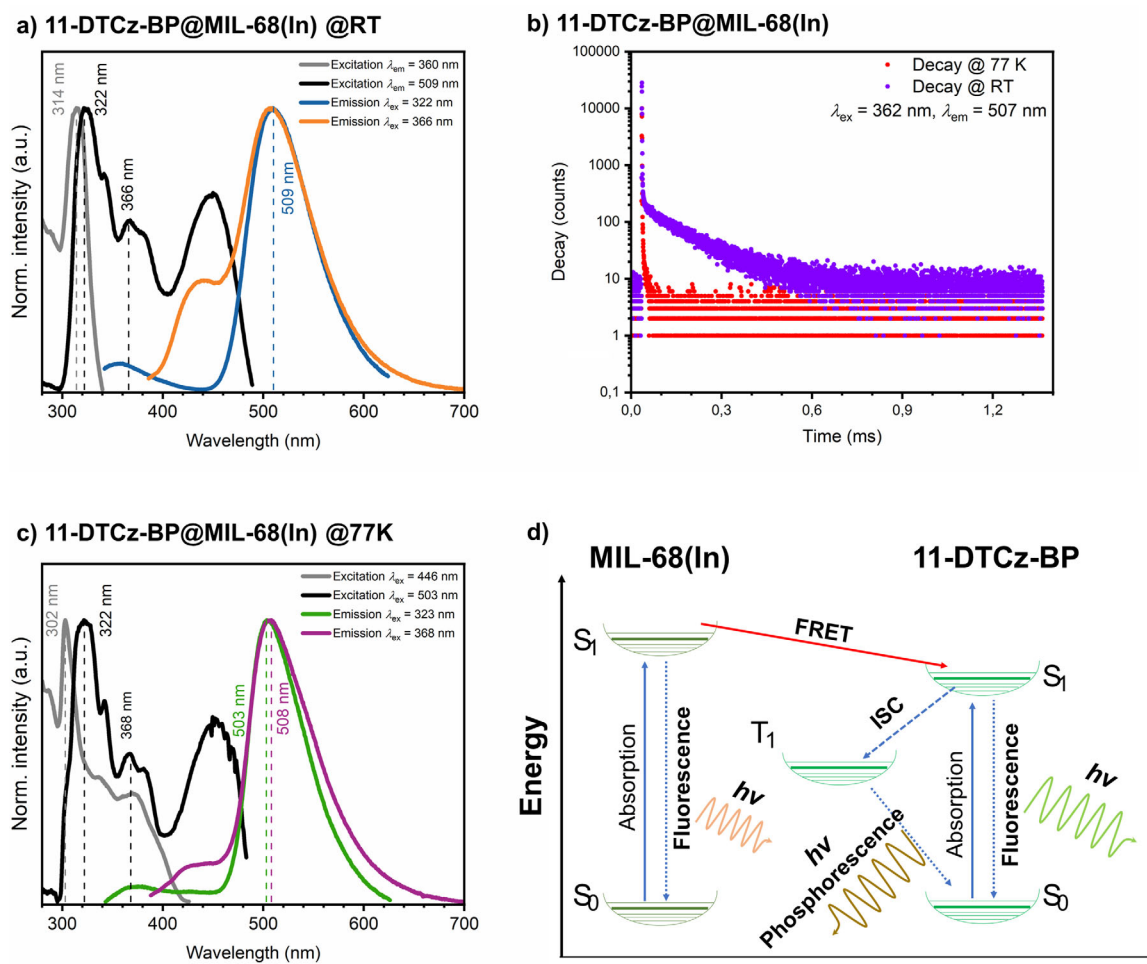 a) 11-DTCz-BP@MIL-68(In) @RT
314 nm
322 nm
366 nm
509 nm
Excitation λem = 360 nm
Excitation λem = 509 nm
Emission λex = 322 nm
Emission λex = 366 nm
Norm. intensity (a.u.)
300 400 500 600 700
Wavelength (nm)
b) 11-DTCz-BP@MIL-68(In)
Decay @ 77 K
Decay @ RT
λex = 362 nm, λem = 507 nm
Decay (counts)
100000
10000
1000
100
10
1
0,1
0,0 0,3 0,6 0,9 1,2
Time (ms)
c) 11-DTCz-BP@MIL-68(In) @77K
302 nm
322 nm
368 nm
503 nm
508 nm
Excitation λex = 446 nm
Excitation λex = 503 nm
Emission λex = 323 nm
Emission λex = 368 nm
Norm. intensity (a.u.)
300 400 500 600 700
Wavelength (nm)
d)
MIL-68(In) 11-DTCz-BP
Energy
S1
FRET
S1
ISC
T1
Absorption
Fluorescence
hν
hν
Phosphorescence
Absorption
Fluorescence
hν
S0
S0